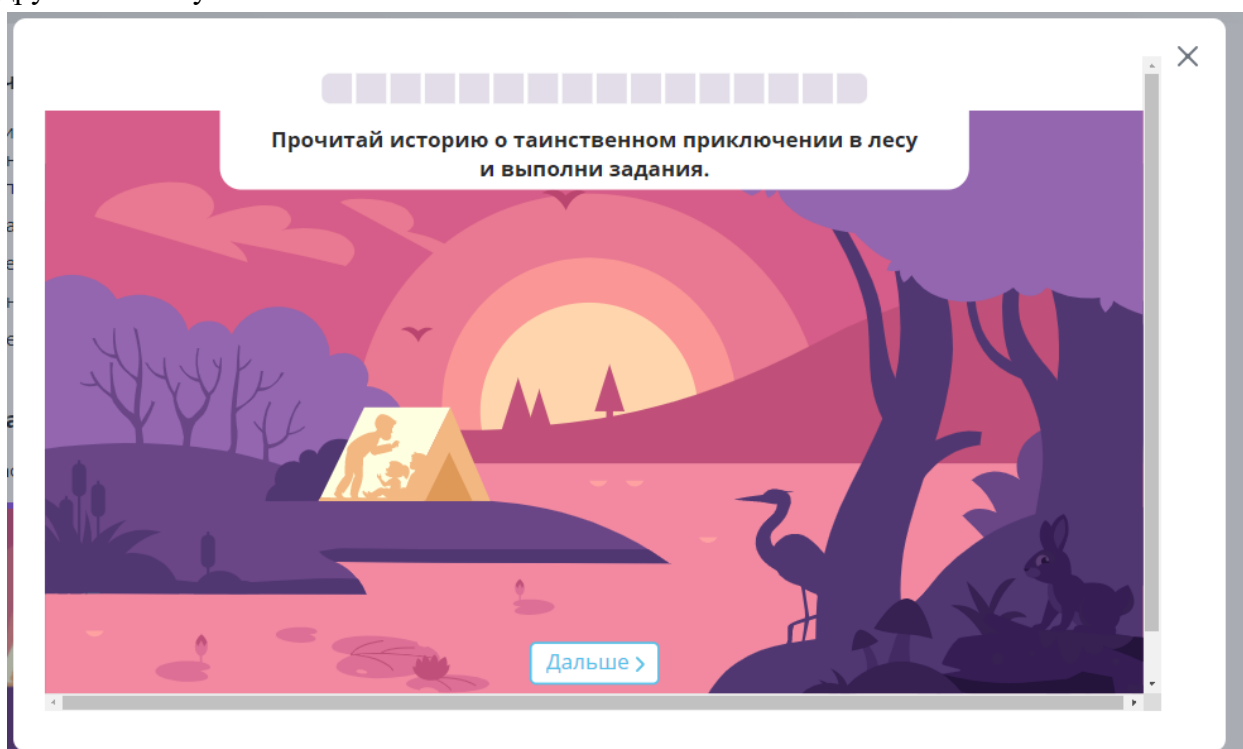 Прочитай историю о таинственном приключении в лесу
и выполни задания.
Дальше >